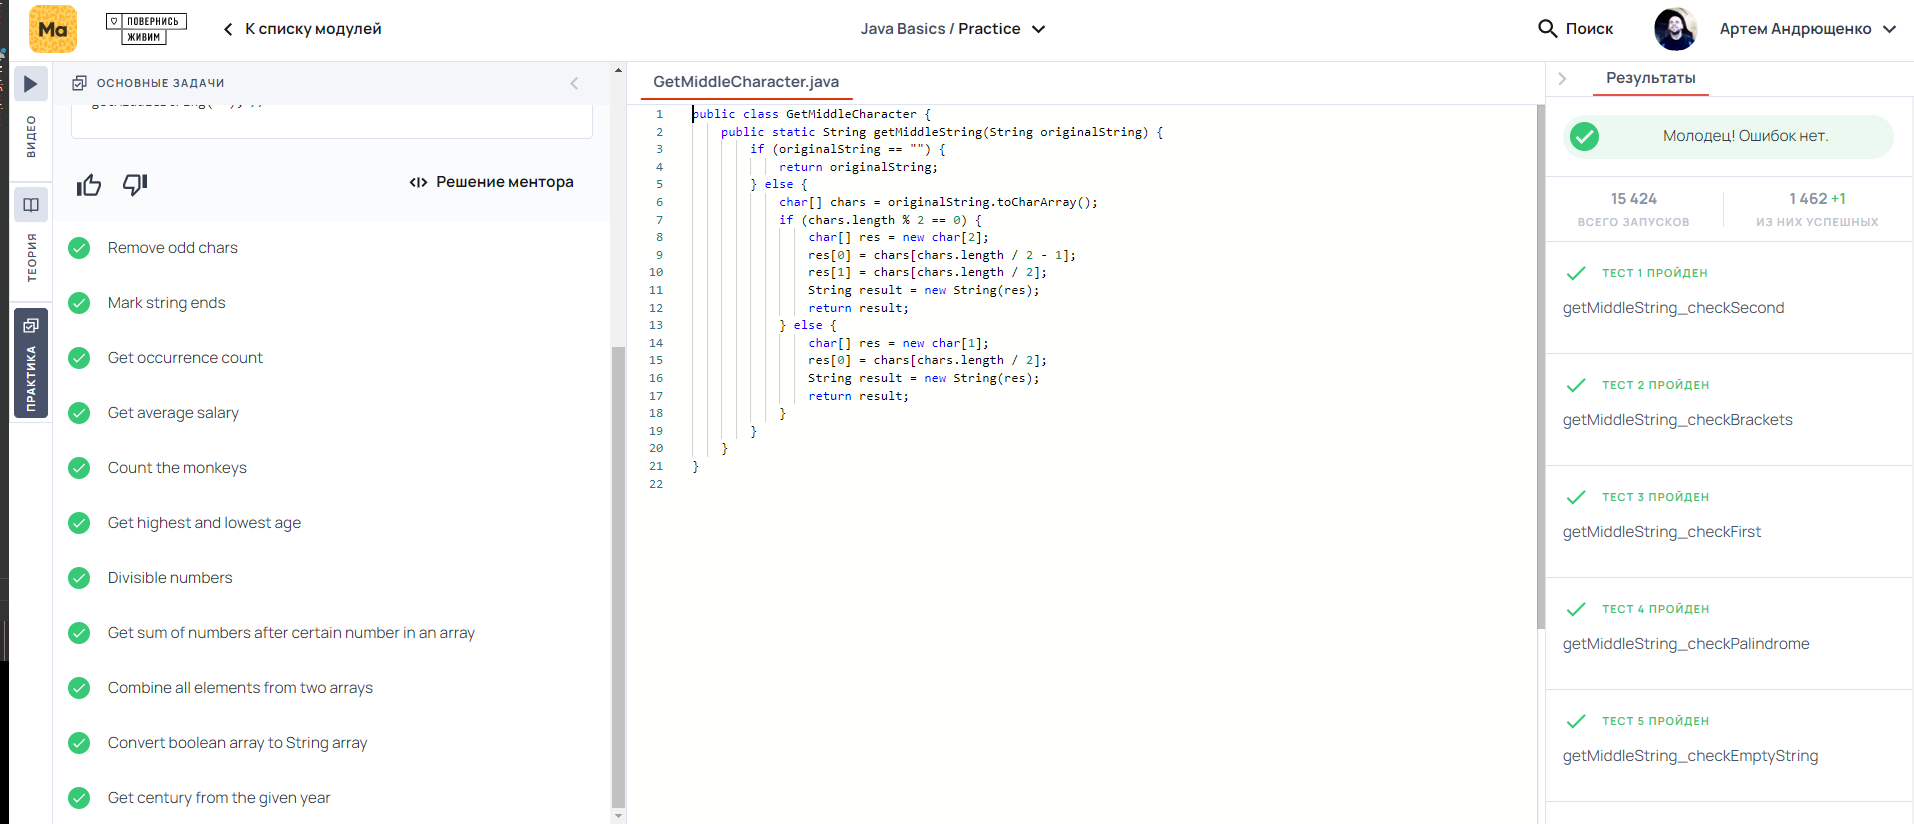 Ma
ПОВЕРНИСЬ
ЖИВИМ
К списку модулей
Java Basics / Practice
Поиск
Артем Андрющенко
ВИДЕО
ТЕОРИЯ
ПРАКТИКА
ОСНОВНЫЕ ЗАДАЧИ
Решение ментора
Remove odd chars
Mark string ends
Get occurrence count
Get average salary
Count the monkeys
Get highest and lowest age
Divisible numbers
Get sum of numbers after certain number in an array
Combine all elements from two arrays
Convert boolean array to String array
Get century from the given year
GetMiddleCharacter.java
1 public class GetMiddleCharacter {
2 public static String getMiddleString(String originalString) {
3 if (originalString == "") {
4 return originalString;
5 } else {
6 char[] chars = originalString.toCharArray();
7 if (chars.length % 2 == 0) {
8 char[] res = new char[2];
9 res[0] = chars[chars.length / 2 - 1];
10 res[1] = chars[chars.length / 2];
11 String result = new String(res);
12 return result;
13 } else {
14 char[] res = new char[1];
15 res[0] = chars[chars.length / 2];
16 String result = new String(res);
17 return result;
18 }
19 }
20 }
21 }
22
Результаты
Молодец! Ошибок нет.
15 424
ВСЕГО ЗАПУСКОВ
1 462 +1
ИЗ НИХ УСПЕШНЫХ
ТЕСТ 1 ПРОЙДЕН
getMiddleString_checkSecond
ТЕСТ 2 ПРОЙДЕН
getMiddleString_checkBrackets
ТЕСТ 3 ПРОЙДЕН
getMiddleString_checkFirst
ТЕСТ 4 ПРОЙДЕН
getMiddleString_checkPalindrome
ТЕСТ 5 ПРОЙДЕН
getMiddleString_checkEmptyString